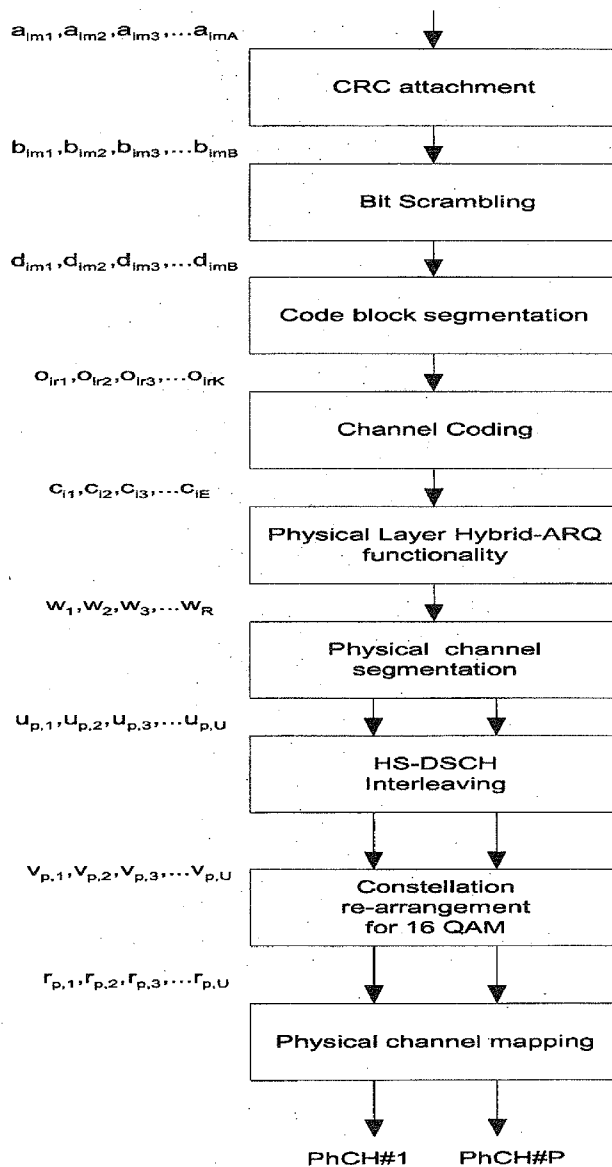 a_im1,a_im2,a_im3,...a_imA
CRC attachment
b_im1,b_im2,b_im3,...b_imB
Bit Scrambling
d_im1,d_im2,d_im3,...d_imB
Code block segmentation
o_ir1,o_ir2,o_ir3,...o_irK
Channel Coding
c_i1,c_i2,c_i3,...c_iE
Physical Layer Hybrid-ARQ
functionality
w_1,w_2,w_3,...w_R
Physical channel
segmentation
u_p,1,u_p,2,u_p,3,...u_p,U
HS-DSCH
Interleaving
v_p,1,v_p,2,v_p,3,...v_p,U
Constellation
re-arrangement
for 16 QAM
r_p,1,r_p,2,r_p,3,...r_p,U
Physical channel mapping
PhCH#1 PhCH#P